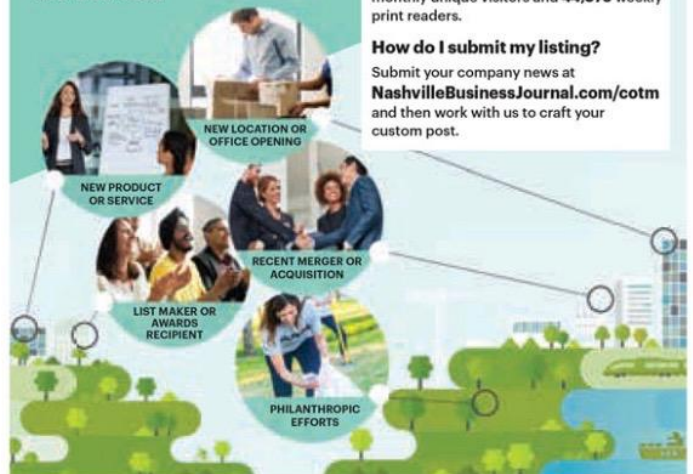 print readers.
How do I submit my listing?
Submit your company news at
NashvilleBusinessJournal.com/cotm
and then work with us to craft your
custom post.
NEW LOCATION OR
OFFICE OPENING
NEW PRODUCT
OR SERVICE
RECENT MERGER OR
ACQUISITION
LIST MAKER OR
AWARDS
RECIPIENT
PHILANTHROPIC
EFFORTS